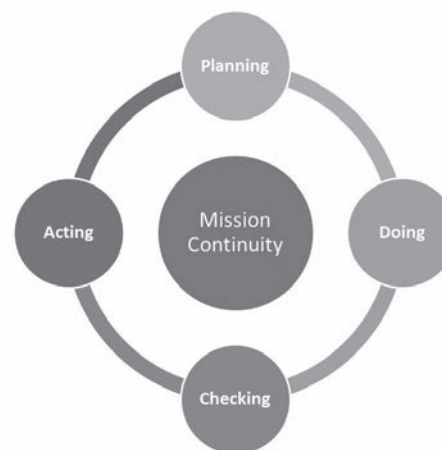 Planning
Acting
Mission
Continuity
Doing
Checking